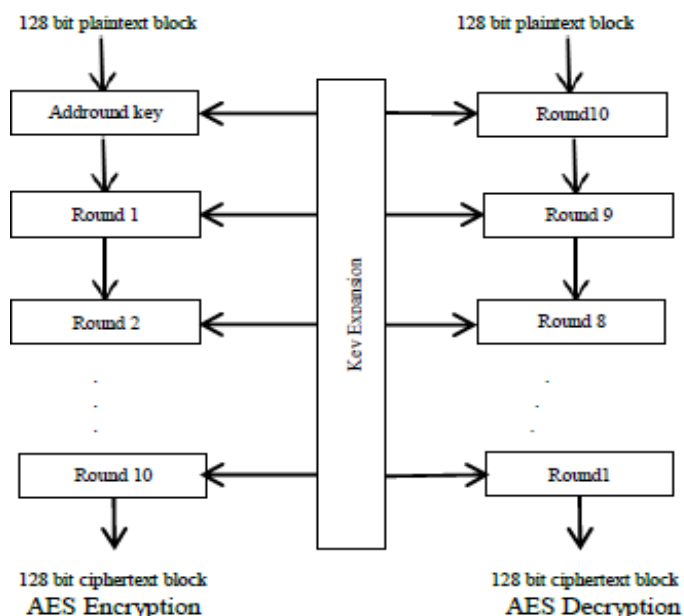 128 bit plaintext block
128 bit plaintext block
Addround key
Round10
Round 1
Round 9
Key Expansion
Round 2
Round 8
Round 10
Round1
128 bit ciphertext block
128 bit ciphertext block
AES Encryption
AES Decryption